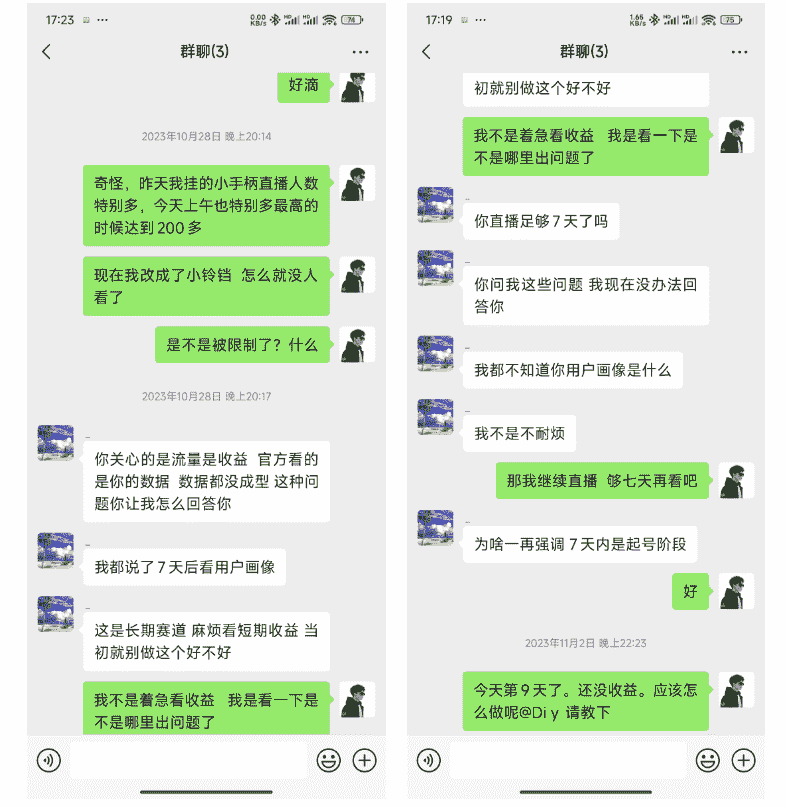 17:23
0.00
KB/s
HD
HD
74
群聊(3)
好滴
2023年10月28日 晚上20:14
奇怪，昨天我挂的小手柄直播人数
特别多，今天上午也特别多最高的
时候达到200多
现在我改成了小铃铛 怎么就没人
看了
是不是被限制了？什么
2023年10月28日 晚上20:17
你关心的是流量是收益 官方看的
是你的数据 数据都没成型 这种问
题你让我怎么回答你
我都说了7天后看用户画像
这是长期赛道 麻烦看短期收益 当
初就别做这个好不好
我不是着急看收益 我是看一下是
不是哪里出问题了
17:19
1.65
KB/s
HD
HD
75
群聊(3)
初就别做这个好不好
我不是着急看收益 我是看一下是
不是哪里出问题了
你直播足够7天了吗
你问我这些问题 我现在没办法回
答你
我都不知道你用户画像是什么
我不是不耐烦
那我继续直播 够七天再看吧
为啥一再强调7天内是起号阶段
好
2023年11月2日 晚上22:23
今天第9天了。还没收益。应该怎
么做呢@Di y 请教下